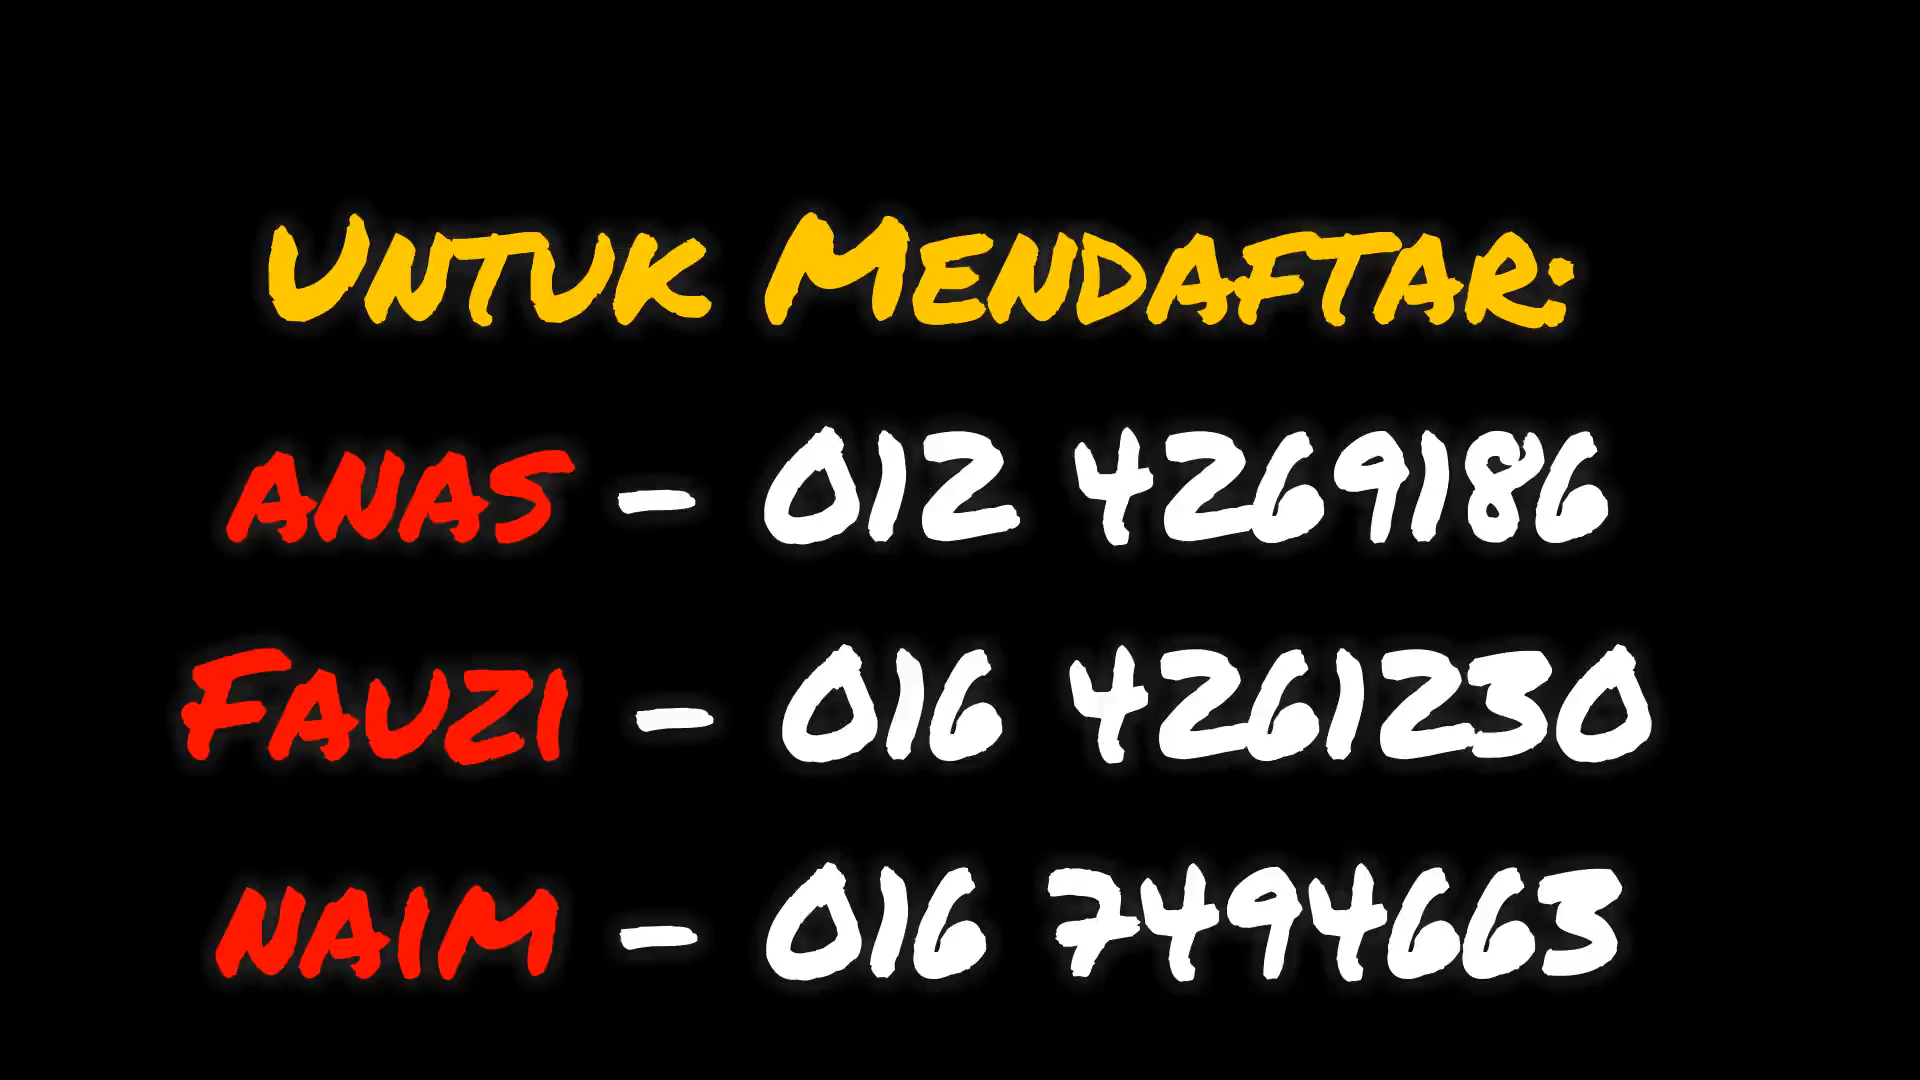 Untuk Mendaftar:
anas - 012 4269186
Fauzi - 016 4261230
naim - 016 7494663